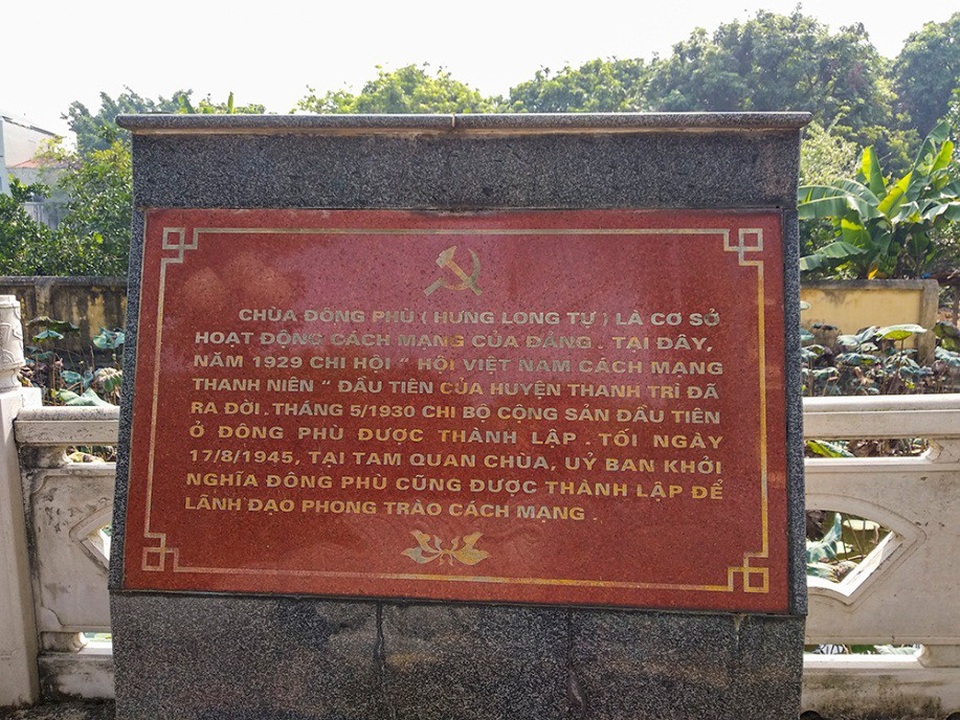 CHÙA ĐÔNG PHÙ ( HƯNG LONG TỰ ) LÀ CƠ SỞ
HOẠT ĐỘNG CÁCH MẠNG CỦA ĐẢNG . TẠI ĐÂY,
NĂM 1929 CHI HỘI " HỘI VIỆT NAM CÁCH MẠNG
THANH NIÊN " ĐẦU TIÊN CỦA HUYỆN THANH TRÌ ĐÃ
RA ĐỜI . THÁNG 5/1930 CHI BỘ CỘNG SẢN ĐẦU TIÊN
Ở ĐÔNG PHÙ ĐƯỢC THÀNH LẬP . TỐI NGÀY
17/8/1945, TẠI TAM QUAN CHÙA, UỶ BAN KHỞI
NGHĨA ĐÔNG PHÙ CŨNG ĐƯỢC THÀNH LẬP ĐỂ
LÃNH ĐẠO PHONG TRÀO CÁCH MẠNG .